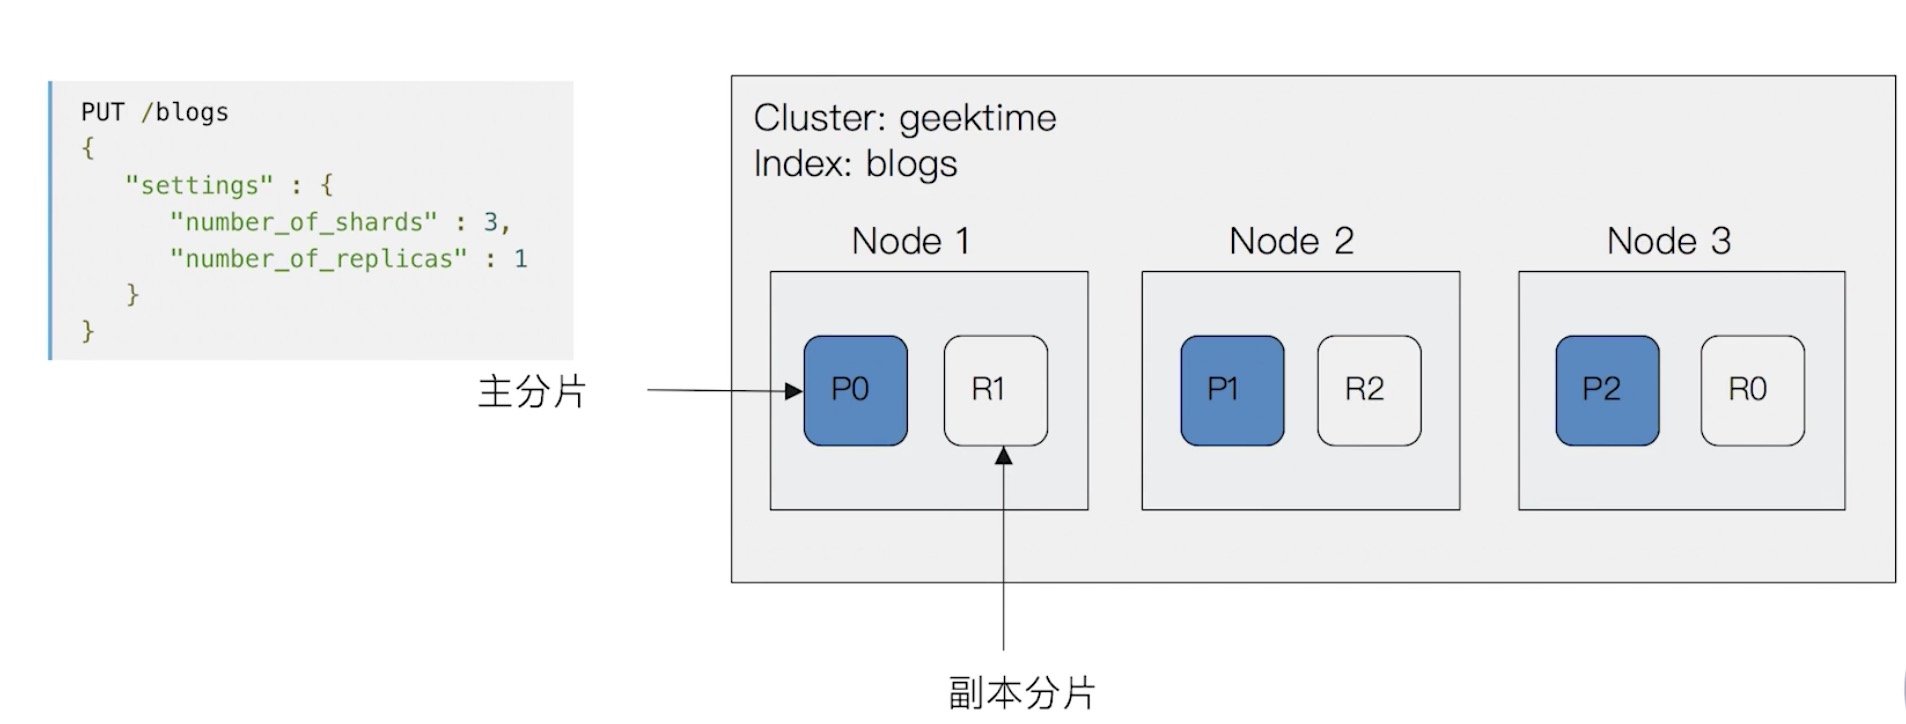 PUT /blogs
{
"settings" : {
"number_of_shards" : 3,
"number_of_replicas" : 1
}
}
主分片
Cluster: geektime
Index: blogs
Node 1
Node 2
Node 3
P0
R1
P1
R2
P2
R0
副本分片